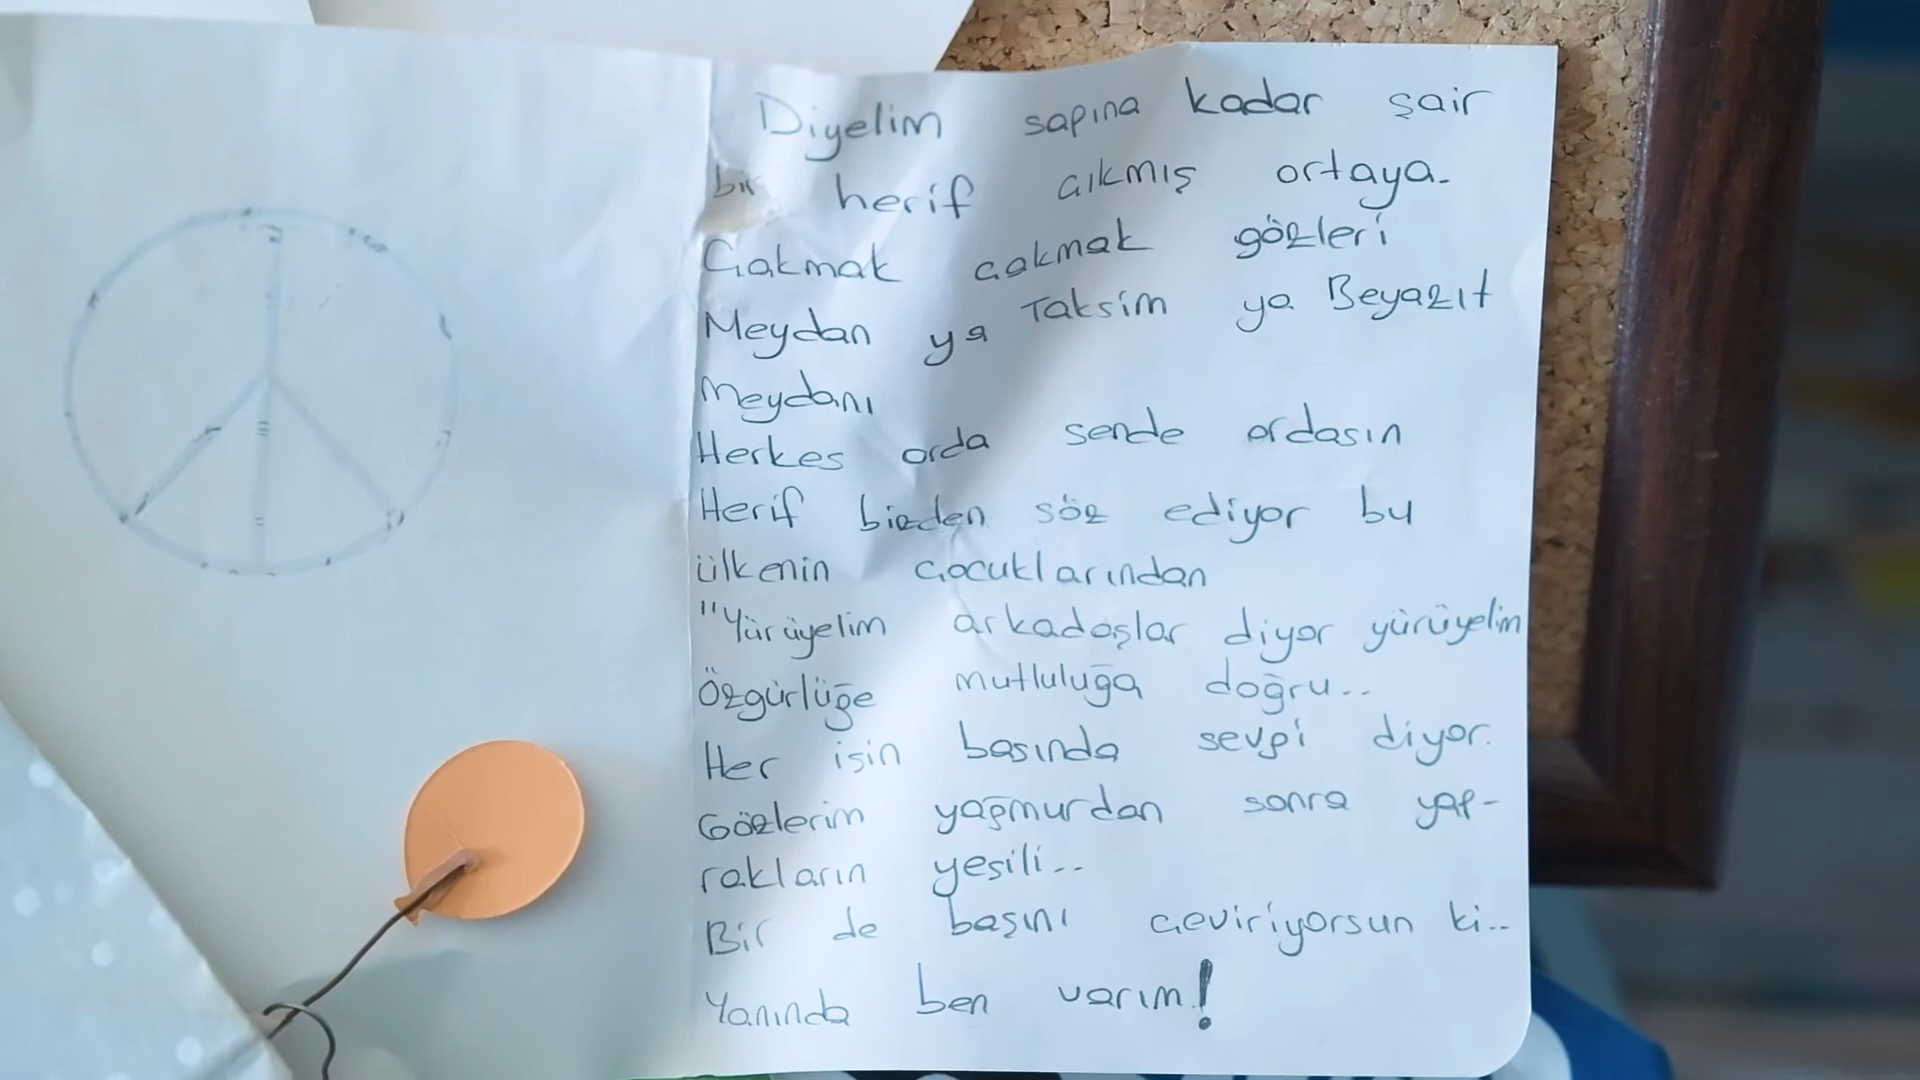 Diyelim sapına kadar şair
bir herif çıkmış ortaya.
Çakmak çakmak gözleri
Meydan ya Taksim ya Beyazıt
Meydanı
Herkes orda sende ordasın
Herif bizden söz ediyor bu
ülkenin çocuklarından
"Yürüyelim arkadaşlar diyor yürüyelim
Özgürlüğe mutluluğa doğru..
Her işin başında sevgi diyor.
Gözlerim yağmurdan sonra yap-
rakların yeşili..
Bir de başını çeviriyorsun ki..
Yanında ben varım!